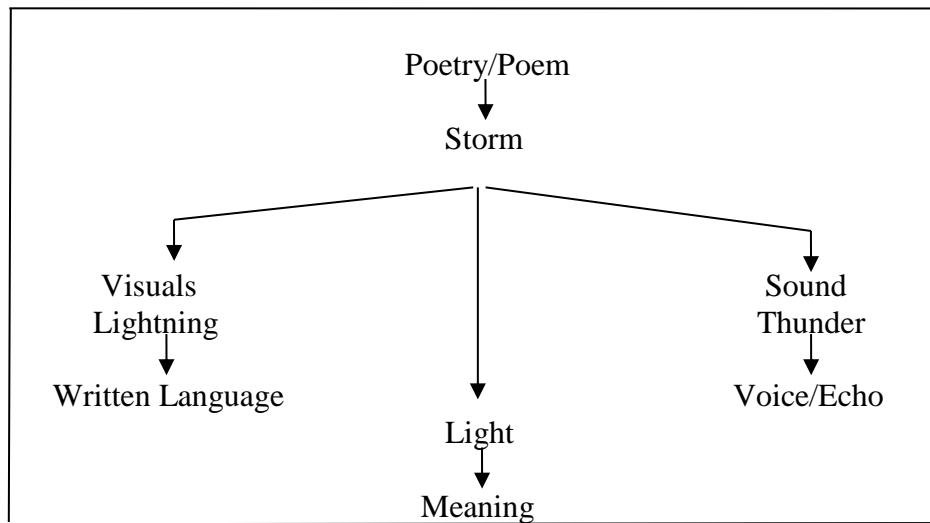 Poetry/Poem
Storm
Visuals
Lightning
Written Language
Light
Meaning
Sound
Thunder
Voice/Echo